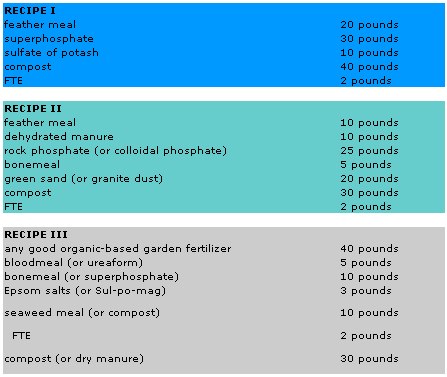 RECIPE I
feather meal 20 pounds
superphosphate 30 pounds
sulfate of potash 10 pounds
compost 40 pounds
FTE 2 pounds
RECIPE II
feather meal 10 pounds
dehydrated manure 10 pounds
rock phosphate (or colloidal phosphate) 25 pounds
bonemeal 5 pounds
green sand (or granite dust) 20 pounds
compost 30 pounds
FTE 2 pounds
RECIPE III
any good organic-based garden fertilizer 40 pounds
bloodmeal (or ureaform) 5 pounds
bonemeal (or superphosphate) 10 pounds
Epsom salts (or Sul-po-mag) 3 pounds
seaweed meal (or compost) 10 pounds
FTE 2 pounds
compost (or dry manure) 30 pounds